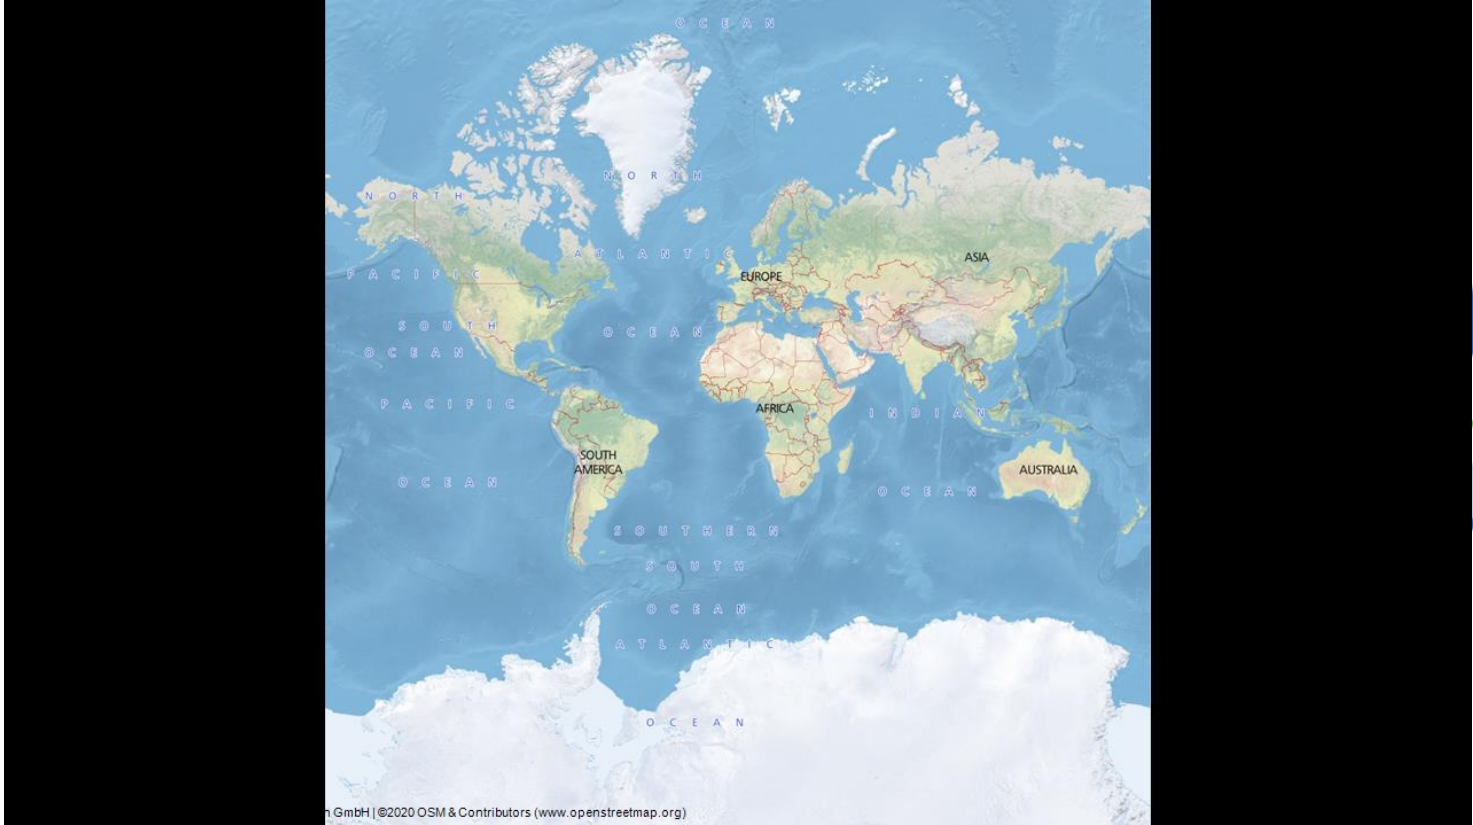 OCEAN
NORTH
NORTH
ATLANTIC
ASIA
PACIFIC
EUROPE
SOUTH
OCEAN
OCEAN
PACIFIC
AFRICA
INDIAN
SOUTH
AMERICA
AUSTRALIA
OCEAN
OCEAN
SOUTHERN
SOUTH
OCEAN
ATLANTIC
OCEAN
GmbH | ©2020 OSM & Contributors (www.openstreetmap.org)